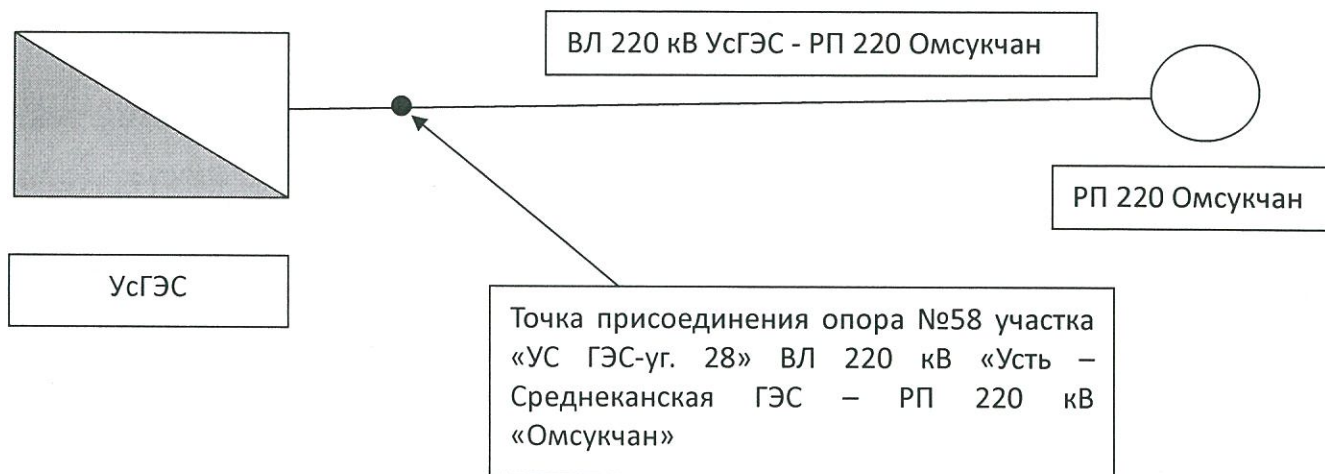 ВЛ 220 кВ УсГЭС - РП 220 Омсукчан
РП 220 Омсукчан
УсГЭС
Точка присоединения опора №58 участка
«УС ГЭС-уг. 28» ВЛ 220 кВ «Усть –
Среднеканская ГЭС – РП 220 кВ
«Омсукчан»